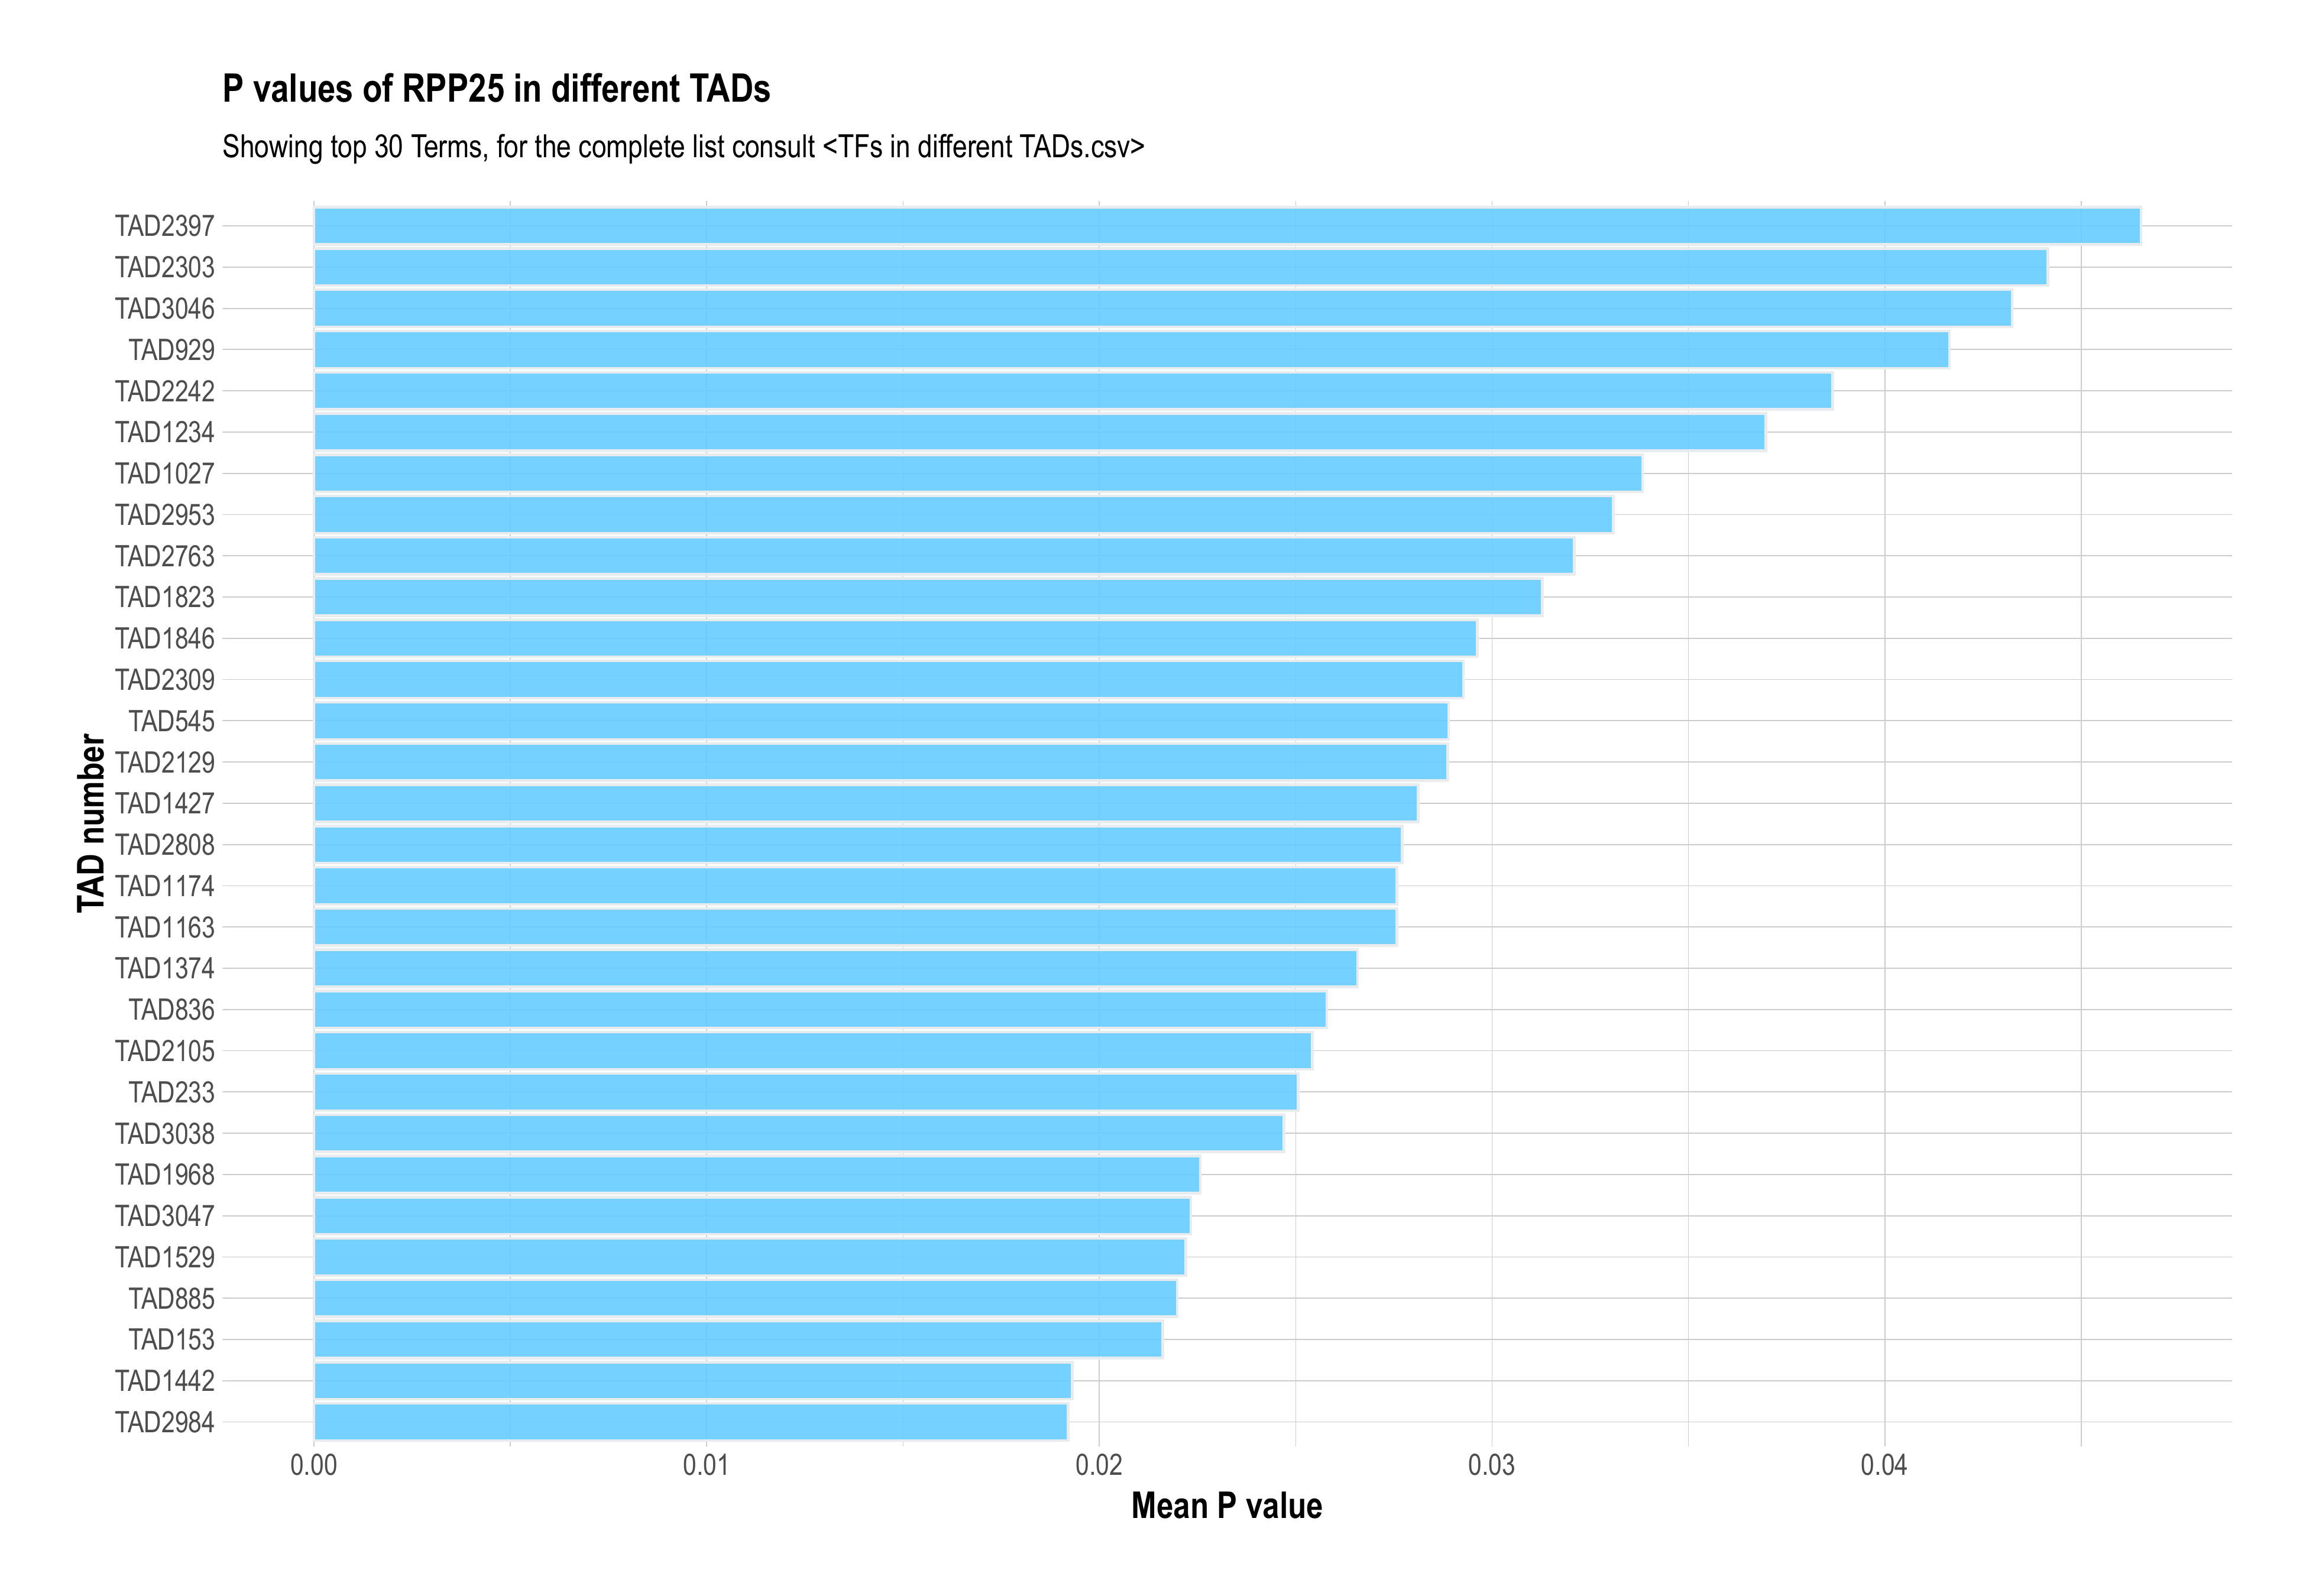 P values of RPP25 in different TADs
Showing top 30 Terms, for the complete list consult <TFs in different TADs.csv>
TAD number
TAD2397
TAD2303
TAD3046
TAD929
TAD2242
TAD1234
TAD1027
TAD2953
TAD2763
TAD1823
TAD1846
TAD2309
TAD545
TAD2129
TAD1427
TAD2808
TAD1174
TAD1163
TAD1374
TAD836
TAD2105
TAD233
TAD3038
TAD1968
TAD3047
TAD1529
TAD885
TAD153
TAD1442
TAD2984
0.00 0.01 0.02 0.03 0.04
Mean P value